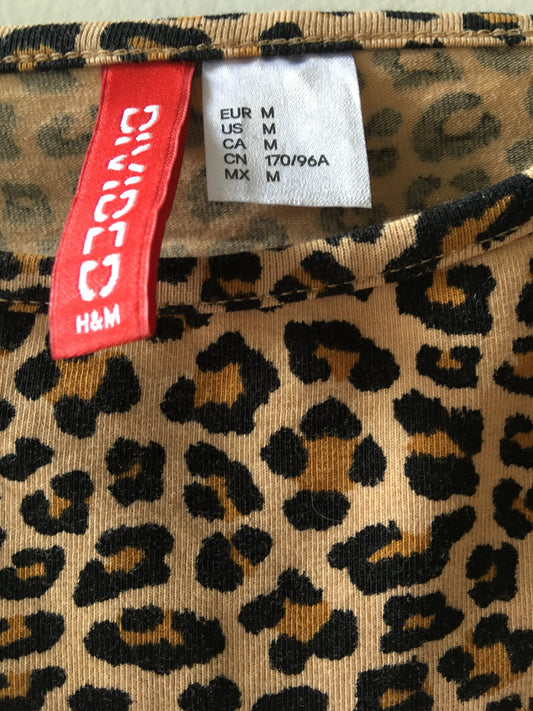 DIVIDED
H&M
EUR M
US M
CA M
CN 170/96A
MX M